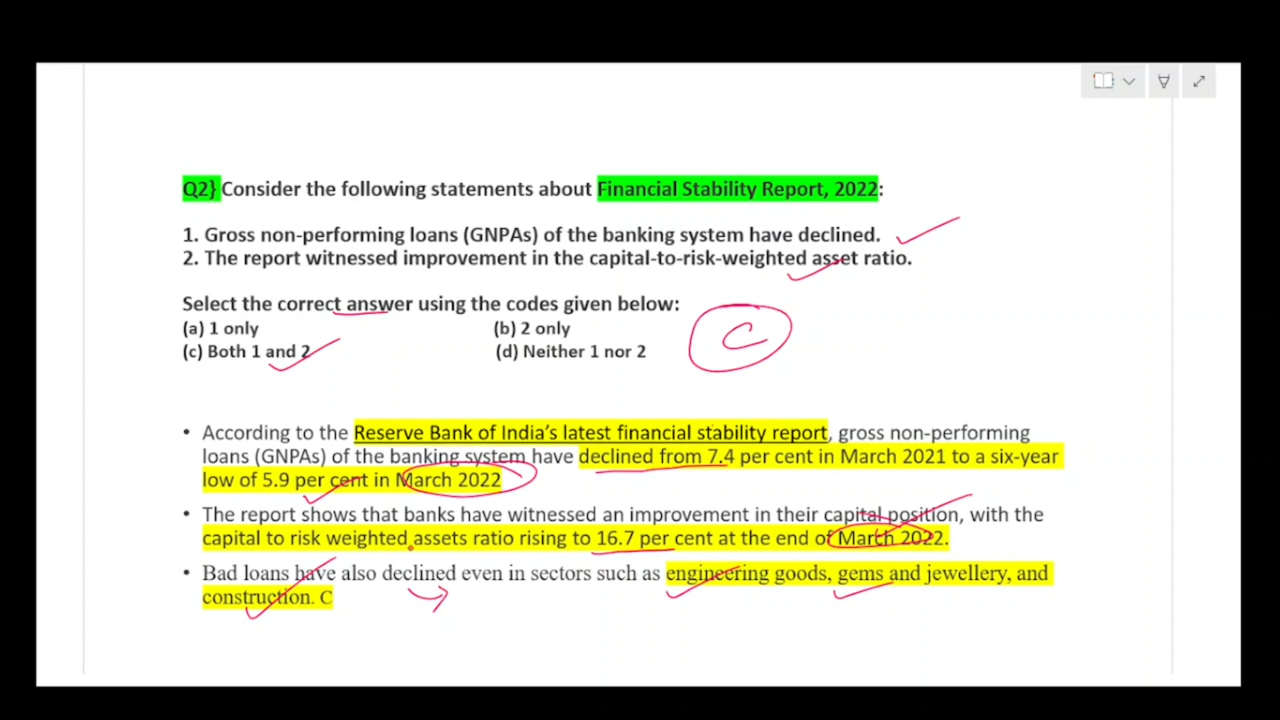 Q2} Consider the following statements about Financial Stability Report, 2022:
1. Gross non-performing loans (GNPAs) of the banking system have declined.
2. The report witnessed improvement in the capital-to-risk-weighted asset ratio.
Select the correct answer using the codes given below:
(a) 1 only (b) 2 only
(c) Both 1 and 2 (d) Neither 1 nor 2
C
• According to the Reserve Bank of India's latest financial stability report, gross non-performing
loans (GNPAs) of the banking system have declined from 7.4 per cent in March 2021 to a six-year
low of 5.9 per cent in March 2022
• The report shows that banks have witnessed an improvement in their capital position, with the
capital to risk weighted assets ratio rising to 16.7 per cent at the end of March 2022.
• Bad loans have also declined even in sectors such as engineering goods, gems and jewellery, and
construction. C